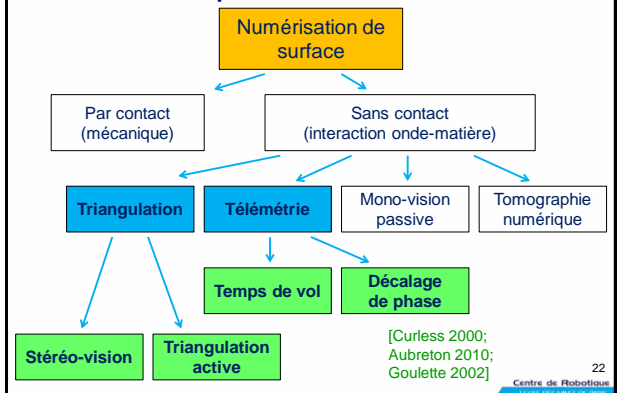 Numérisation de
surface
Par contact
(mécanique)
Sans contact
(interaction onde-matière)
Triangulation
Télémétrie
Mono-vision
passive
Tomographie
numérique
Temps de vol
Décalage
de phase
Stéréo-vision
Triangulation
active
[Curless 2000;
Aubreton 2010;
Goulette 2002]
22
Centre de Robotique